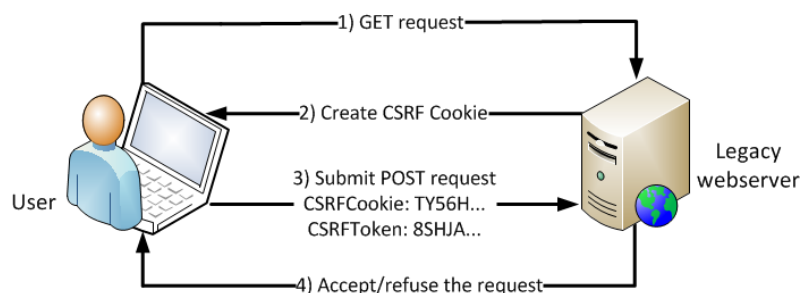 1) GET request
2) Create CSRF Cookie
3) Submit POST request
CSRFCookie: TY56H...
CSRFToken: 8SHJA...
User
Legacy
webserver
4) Accept/refuse the request